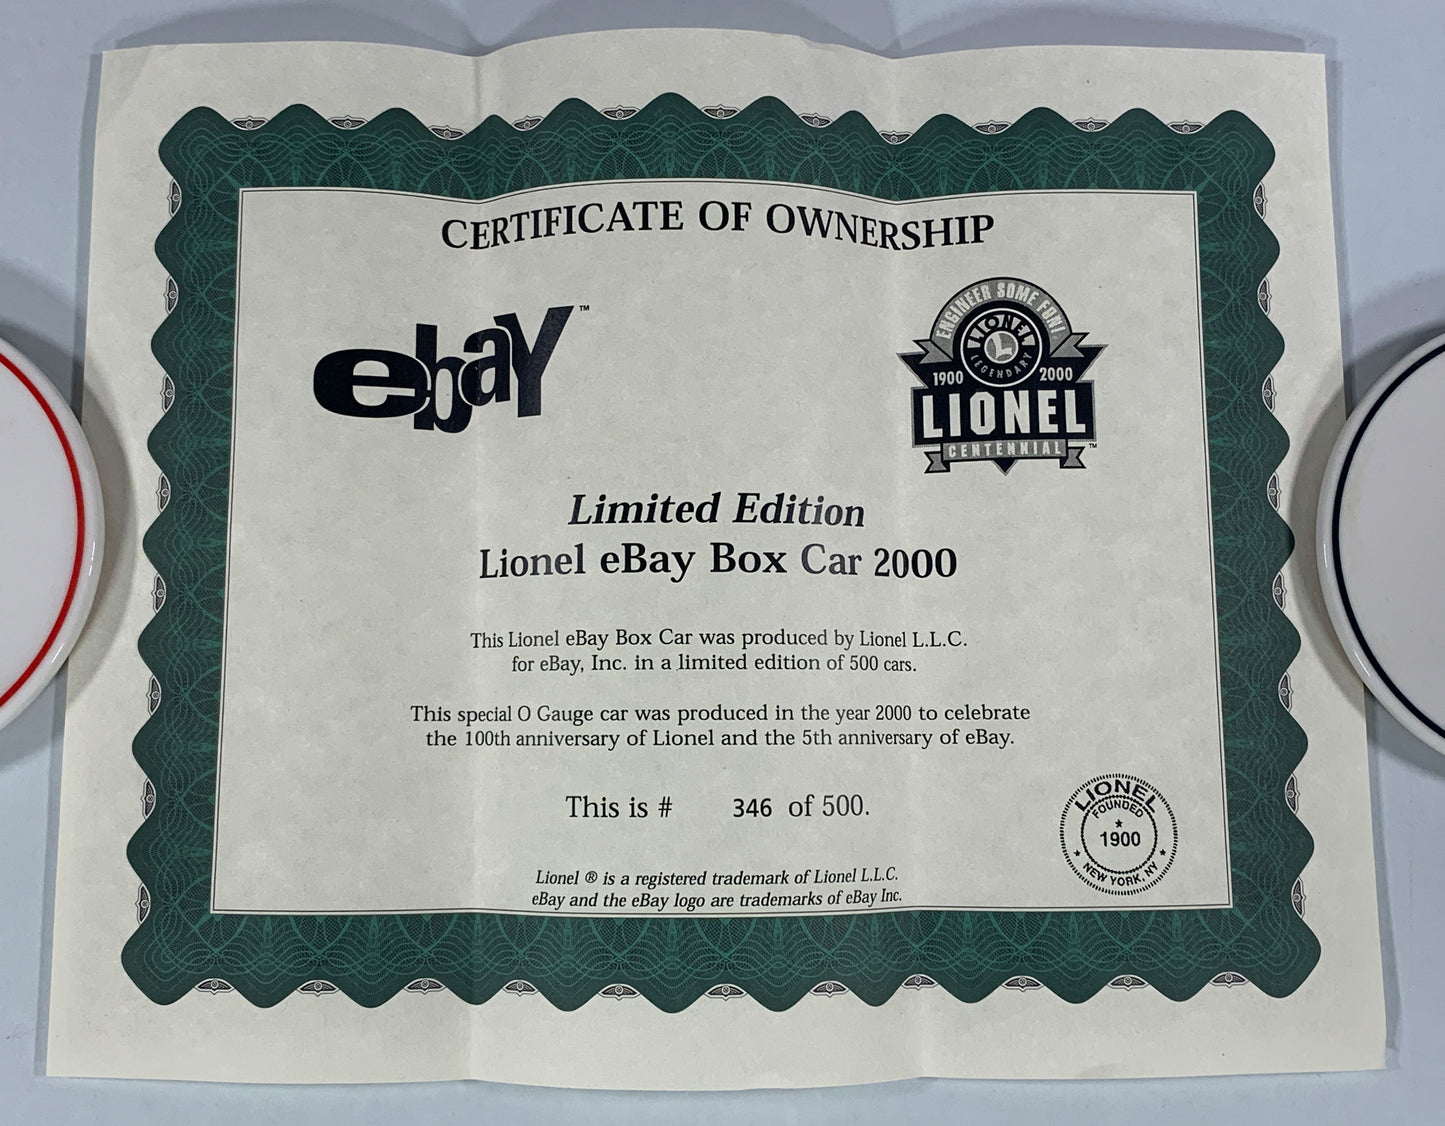 CERTIFICATE OF OWNERSHIP
ebaY™
ENGINEER SOME FUN!
LIONEL
LEGENDARY
1900 2000
LIONEL
CENTENNIAL™
Limited Edition
Lionel eBay Box Car 2000
This Lionel eBay Box Car was produced by Lionel L.L.C.
for eBay, Inc. in a limited edition of 500 cars.
This special O Gauge car was produced in the year 2000 to celebrate
the 100th anniversary of Lionel and the 5th anniversary of eBay.
This is # 346 of 500.
LIONEL
FOUNDED
1900
NEW YORK, NY
Lionel ® is a registered trademark of Lionel L.L.C.
eBay and the eBay logo are trademarks of eBay Inc.